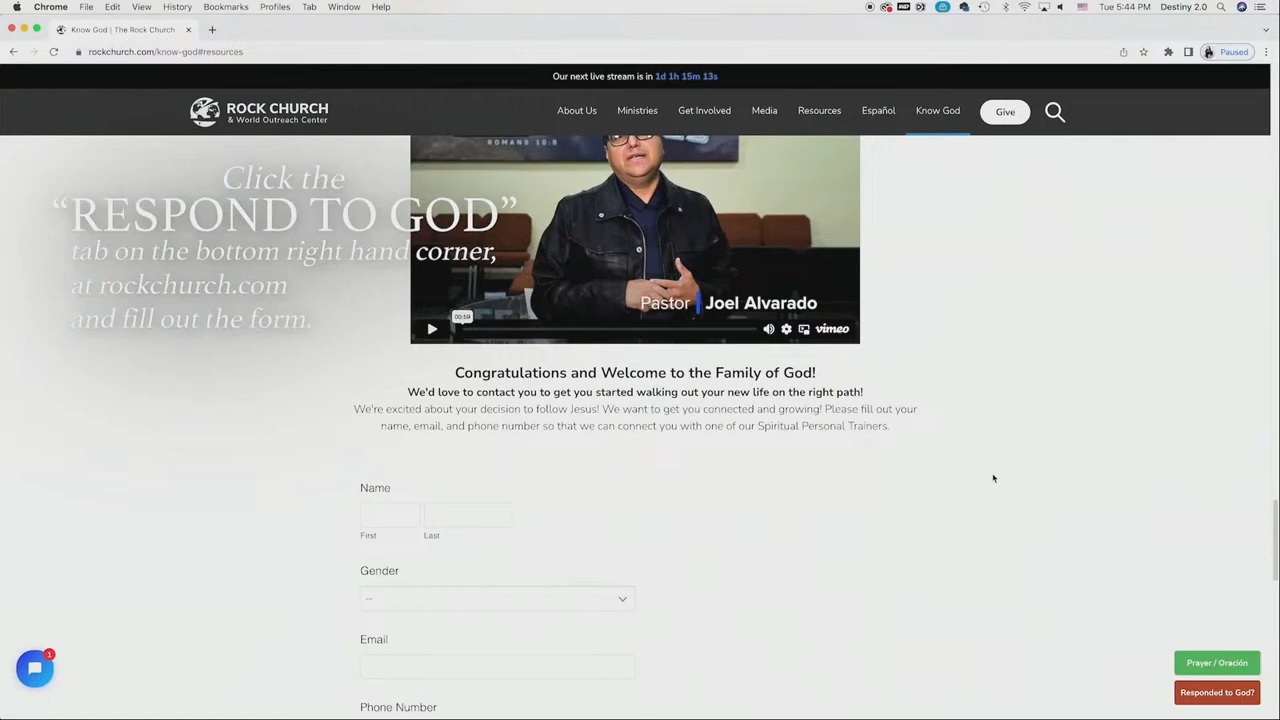 Chrome File Edit View History Bookmarks Profiles Tab Window Help
Tue 5:44 PM Destiny 2.0
Know God | The Rock Church
rockchurch.com/know-god#resources
Paused
Our next live stream is in 1d 1h 15m 13s
ROCK CHURCH
& World Outreach Center
About Us Ministries Get Involved Media Resources Español Know God Give
ROMANS 10:9
Click the
“RESPOND TO GOD”
tab on the bottom right hand corner,
at rockchurch.com
and fill out the form.
Pastor Joel Alvarado
00:59
vimeo
Congratulations and Welcome to the Family of God!
We'd love to contact you to get you started walking out your new life on the right path!
We're excited about your decision to follow Jesus! We want to get you connected and growing! Please fill out your
name, email, and phone number so that we can connect you with one of our Spiritual Personal Trainers.
Name
First Last
Gender
--
Email
1
Prayer / Oración
Responded to God?
Phone Number